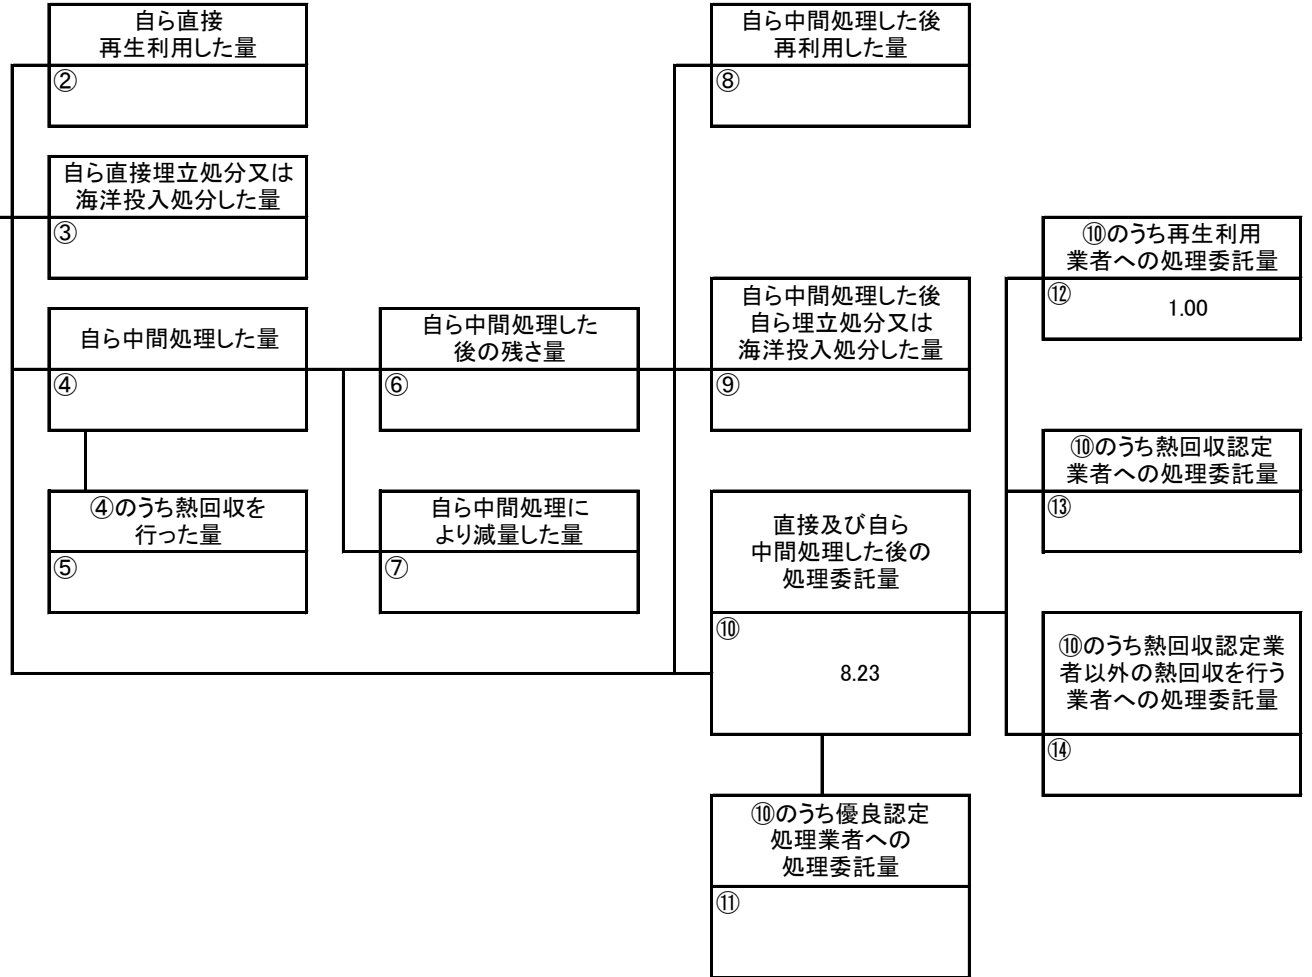 自ら直接
再生利用した量
②
自ら直接埋立処分又は
海洋投入処分した量
③
自ら中間処理した量
④
④のうち熱回収を
行った量
⑤
自ら中間処理した
後の残さ量
⑥
自ら中間処理に
より減量した量
⑦
自ら中間処理した後
再利用した量
⑧
自ら中間処理した後
自ら埋立処分又は
海洋投入処分した量
⑨
直接及び自ら
中間処理した後の
処理委託量
⑩
8.23
⑩のうち優良認定
処理業者への
処理委託量
⑪
⑩のうち再生利用
業者への処理委託量
⑫
1.00
⑩のうち熱回収認定
業者への処理委託量
⑬
⑩のうち熱回収認定業
者以外の熱回収を行う
業者への処理委託量
⑭